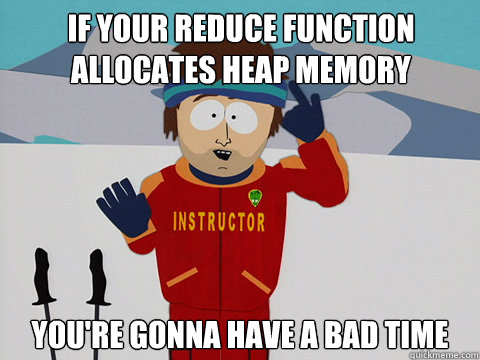 IF YOUR REDUCE FUNCTION
ALLOCATES HEAP MEMORY
INSTRUCTOR
YOU'RE GONNA HAVE A BAD TIME
quickmeme.com